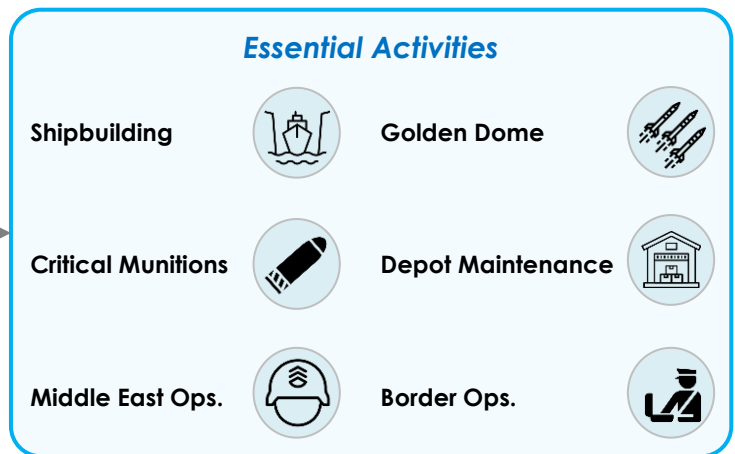 Essential Activities
Shipbuilding
Golden Dome
Critical Munitions
Depot Maintenance
Middle East Ops.
Border Ops.